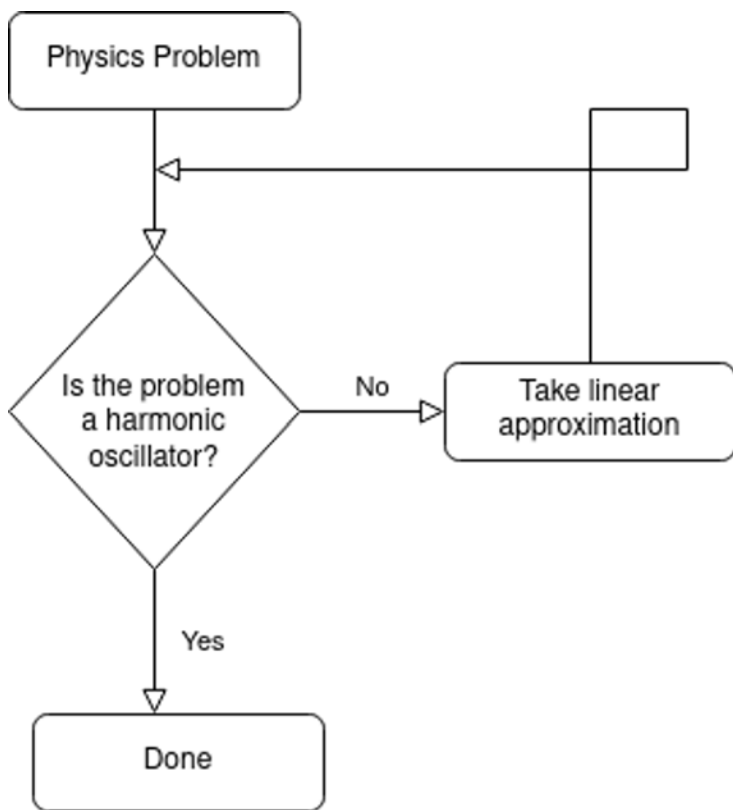 Physics Problem
Is the problem
a harmonic
oscillator?
No
Take linear
approximation
Yes
Done